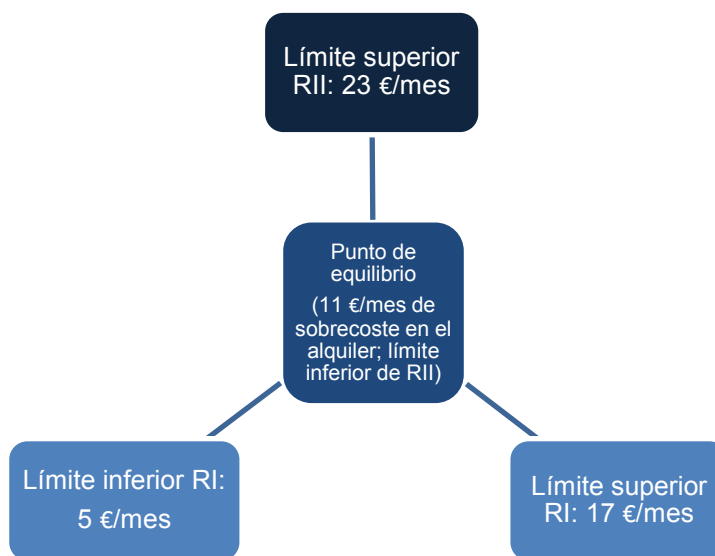 Límite superior
RII: 23 €/mes
Punto de
equilibrio
(11 €/mes de
sobrecoste en el
alquiler; límite
inferior de RII)
Límite inferior RI:
5 €/mes
Límite superior
RI: 17 €/mes